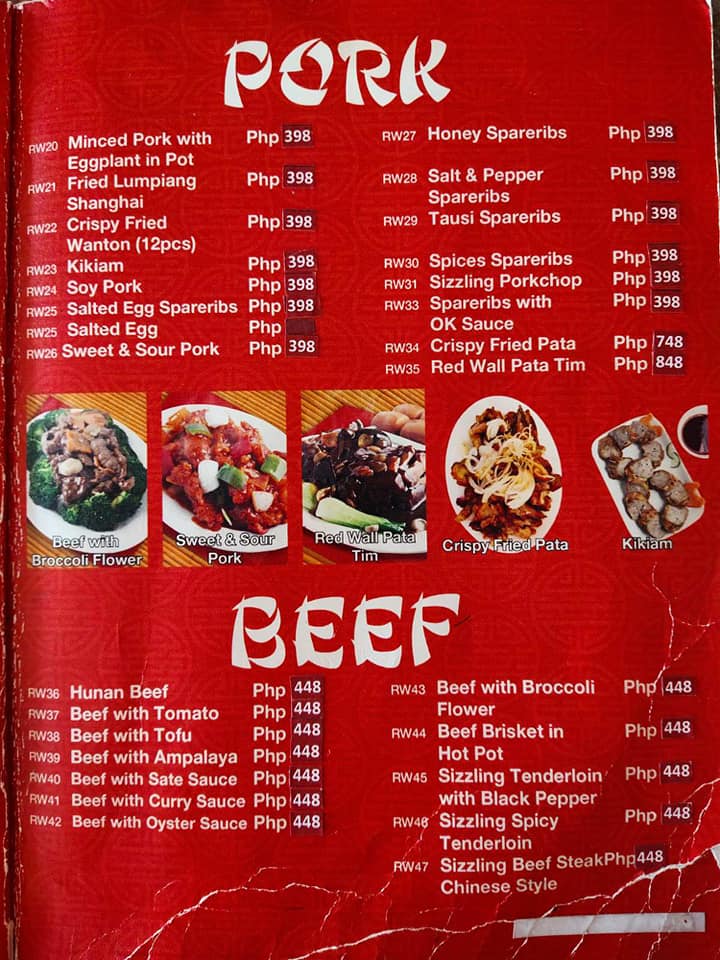 PORK
RW20 Minced Pork with Php 398
Eggplant in Pot
RW21 Fried Lumpiang Php 398
Shanghai
RW22 Crispy Fried Php 398
Wanton (12pcs)
RW23 Kikiam Php 398
RW24 Soy Pork Php 398
RW25 Salted Egg Spareribs Php 398
RW25 Salted Egg Php
RW26 Sweet & Sour Pork Php 398
RW27 Honey Spareribs Php 398
RW28 Salt & Pepper Php 398
Spareribs
RW29 Tausi Spareribs Php 398
RW30 Spices Spareribs Php 398
RW31 Sizzling Porkchop Php 398
RW33 Spareribs with Php 398
OK Sauce
RW34 Crispy Fried Pata Php 748
RW35 Red Wall Pata Tim Php 848
Beef with
Broccoli Flower
Sweet & Sour
Pork
Red Wall Pata
Tim
Crispy Fried Pata
Kikiam
BEEF
RW36 Hunan Beef Php 448
RW37 Beef with Tomato Php 448
RW38 Beef with Tofu Php 448
RW39 Beef with Ampalaya Php 448
RW40 Beef with Sate Sauce Php 448
RW41 Beef with Curry Sauce Php 448
RW42 Beef with Oyster Sauce Php 448
RW43 Beef with Broccoli Php 448
Flower
RW44 Beef Brisket in Php 448
Hot Pot
RW45 Sizzling Tenderloin Php 448
with Black Pepper
RW46 Sizzling Spicy Php 448
Tenderloin
RW47 Sizzling Beef Steak Php 448
Chinese Style